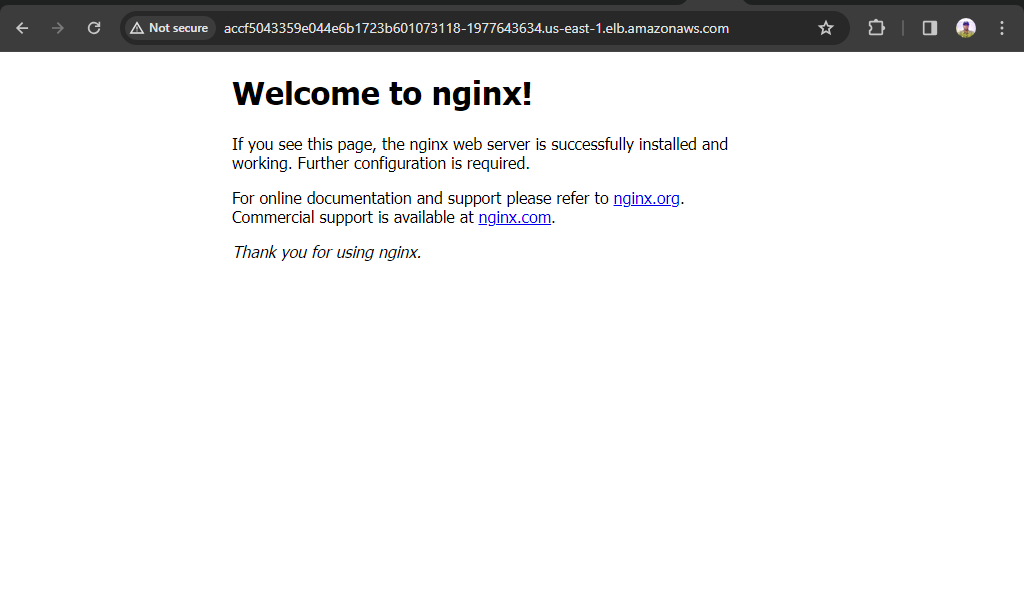 Not secure accf5043359e044e6b1723b601073118-1977643634.us-east-1.elb.amazonaws.com
Welcome to nginx!
If you see this page, the nginx web server is successfully installed and
working. Further configuration is required.
For online documentation and support please refer to nginx.org.
Commercial support is available at nginx.com.
Thank you for using nginx.